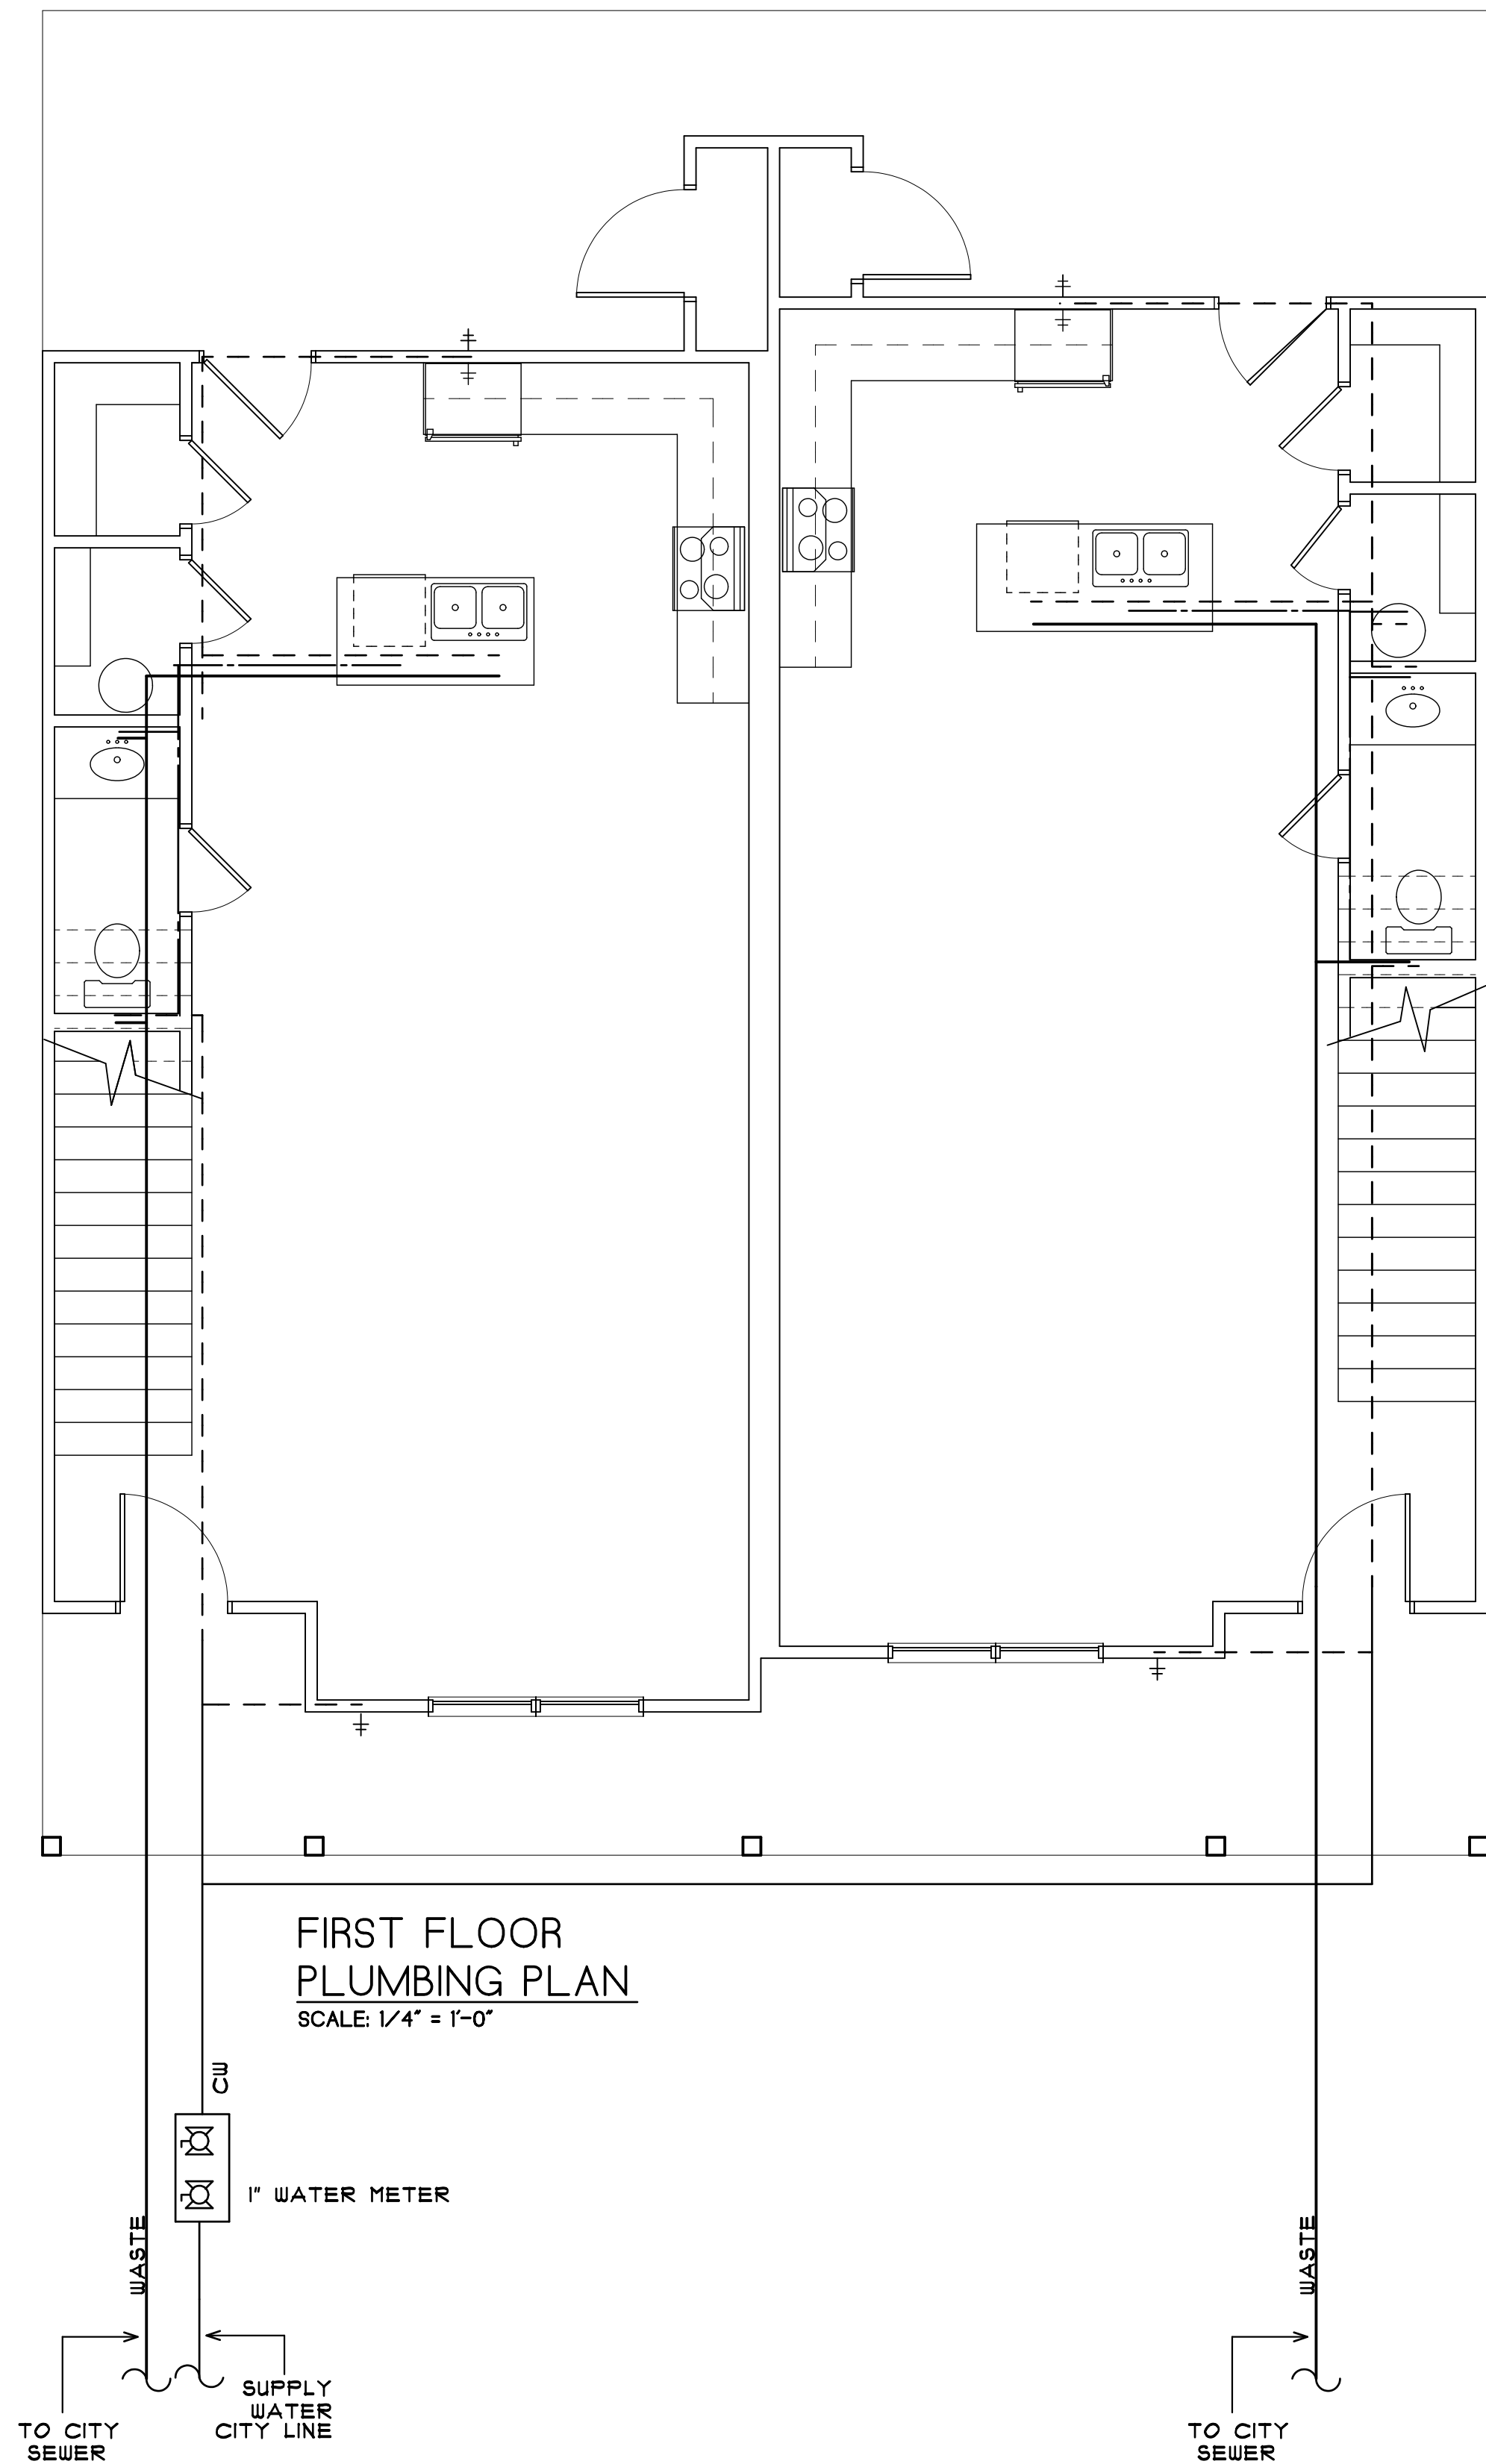 FIRST FLOOR
PLUMBING PLAN
SCALE: 1/4" = 1'-0"
CW
1" WATER METER
WASTE
WASTE
SUPPLY
WATER
CITY LINE
TO CITY
SEWER
TO CITY
SEWER